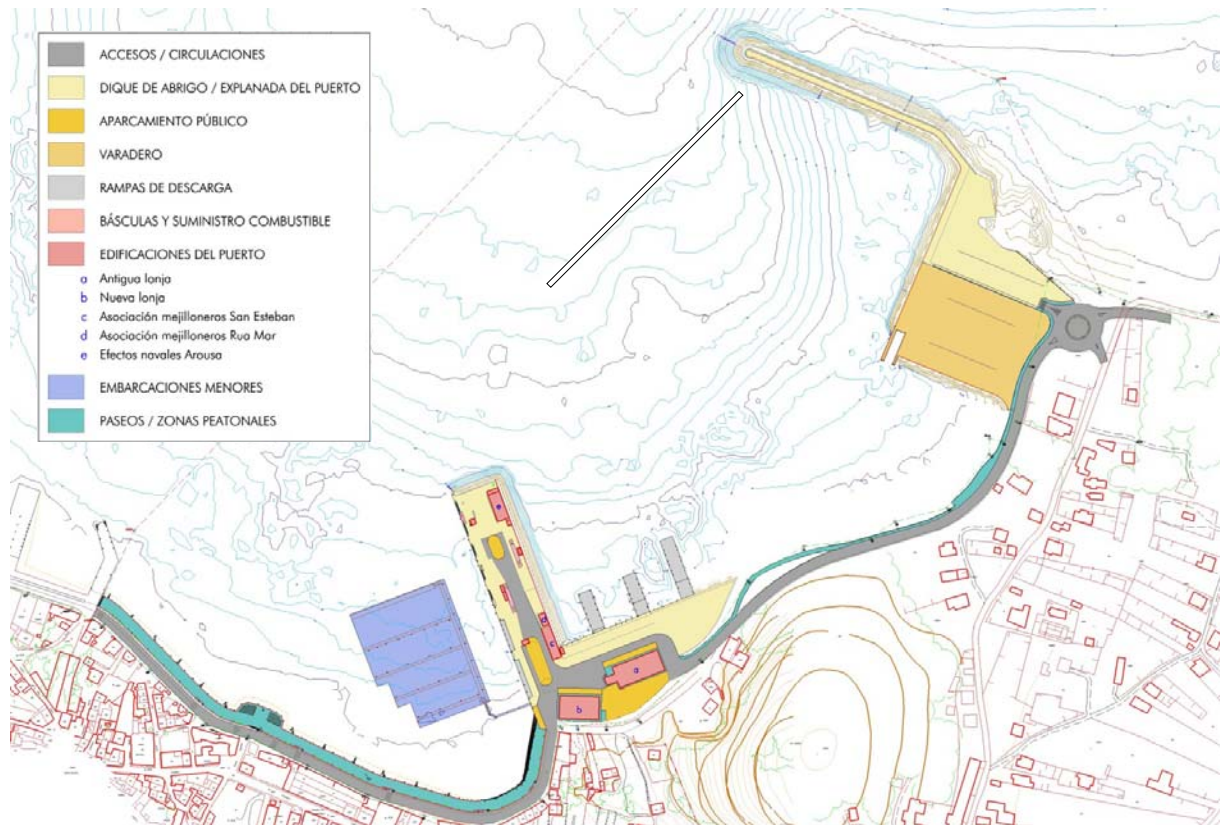 ACCESOS / CIRCULACIONES
DIQUE DE ABRIGO / EXPLANADA DEL PUERTO
APARCAMIENTO PÚBLICO
VARADERO
RAMPAS DE DESCARGA
BÁSCULAS Y SUMINISTRO COMBUSTIBLE
EDIFICACIONES DEL PUERTO
a Antigua lonja
b Nueva lonja
c Asociación mejilloneros San Esteban
d Asociación mejilloneros Rua Mar
e Efectos navales Arousa
EMBARCACIONES MENORES
PASEOS / ZONAS PEATONALES
e
d
c
a
b